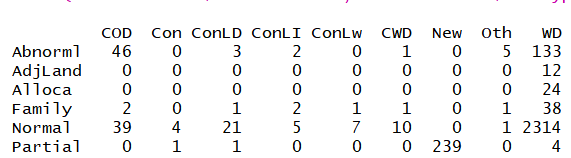 COD Con ConLD ConLI ConLw CWD New Oth WD
Abnorml 46 0 3 2 0 1 0 5 133
AdjLand 0 0 0 0 0 0 0 0 12
Alloca 0 0 0 0 0 0 0 0 24
Family 2 0 1 2 1 1 0 1 38
Normal 39 4 21 5 7 10 0 1 2314
Partial 0 1 1 0 0 0 239 0 4